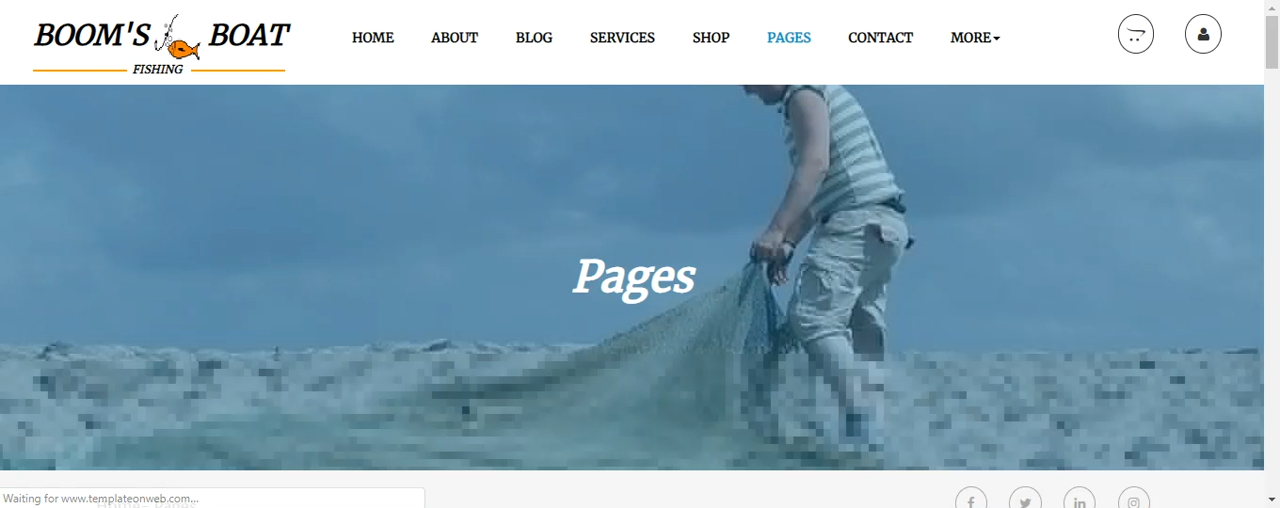 BOOM'S BOAT
FISHING
HOME ABOUT BLOG SERVICES SHOP PAGES CONTACT MORE
Pages
Waiting for www.templateonweb.com...